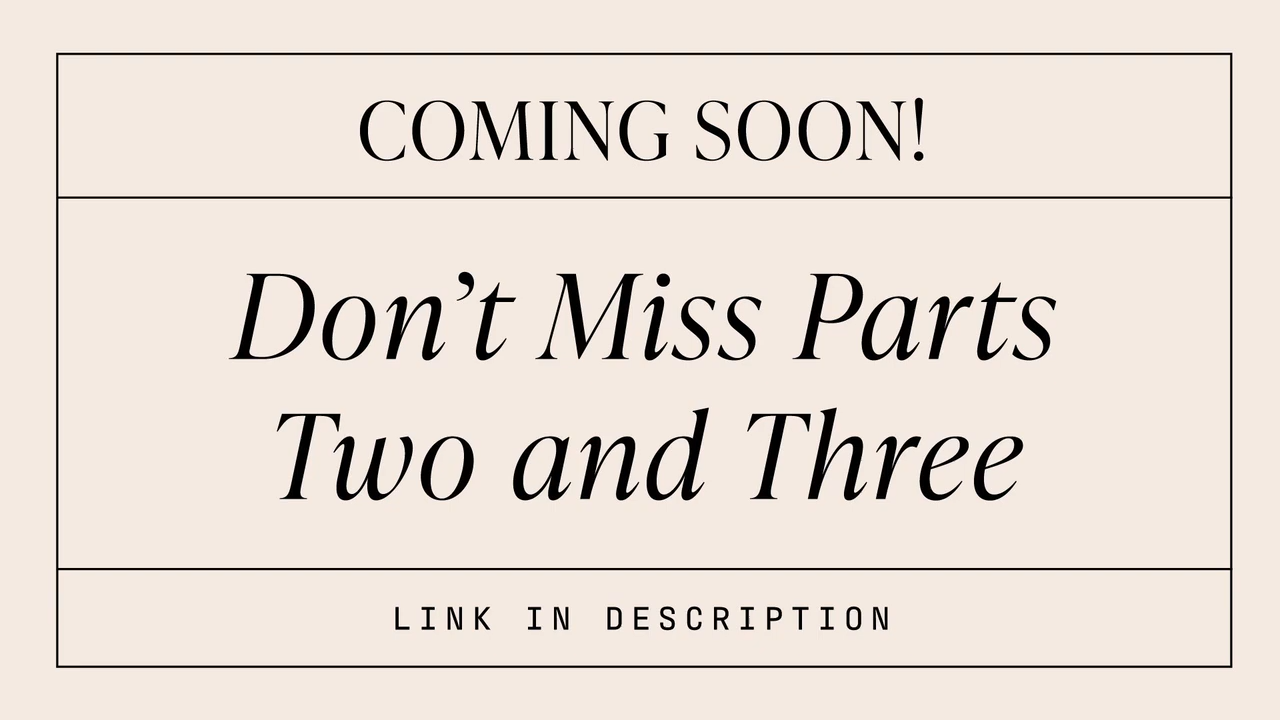 COMING SOON!
Don’t Miss Parts
Two and Three
LINK IN DESCRIPTION